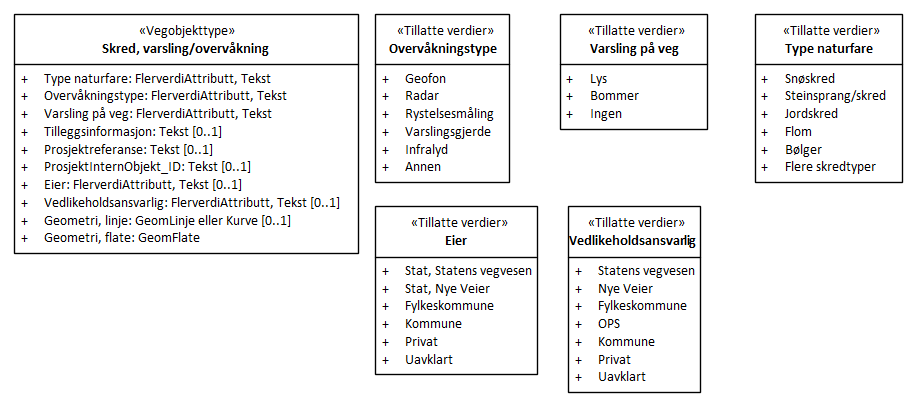 «Vegobjekttype»
Skred, varsling/overvåkning
+ Type naturfare: FlerverdiAttributt, Tekst
+ Overvåkningstype: FlerverdiAttributt, Tekst
+ Varsling på veg: FlerverdiAttributt, Tekst
+ Tilleggsinformasjon: Tekst [0..1]
+ Prosjektreferanse: Tekst [0..1]
+ ProsjektInternObjekt_ID: Tekst [0..1]
+ Eier: FlerverdiAttributt, Tekst [0..1]
+ Vedlikeholdsansvarlig: FlerverdiAttributt, Tekst [0..1]
+ Geometri, linje: GeomLinje eller Kurve [0..1]
+ Geometri, flate: GeomFlate
«Tillatte verdier»
Overvåkningstype
+ Geofon
+ Radar
+ Rystelsesmåling
+ Varslingsgjerde
+ Infralyd
+ Annen
«Tillatte verdier»
Varsling på veg
+ Lys
+ Bommer
+ Ingen
«Tillatte verdier»
Type naturfare
+ Snøskred
+ Steinsprang/skred
+ Jordskred
+ Flom
+ Bølger
+ Flere skredtyper
«Tillatte verdier»
Eier
+ Stat, Statens vegvesen
+ Stat, Nye Veier
+ Fylkeskommune
+ Kommune
+ Privat
+ Uavklart
«Tillatte verdier»
Vedlikeholdsansvarlig
+ Statens vegvesen
+ Nye Veier
+ Fylkeskommune
+ OPS
+ Kommune
+ Privat
+ Uavklart